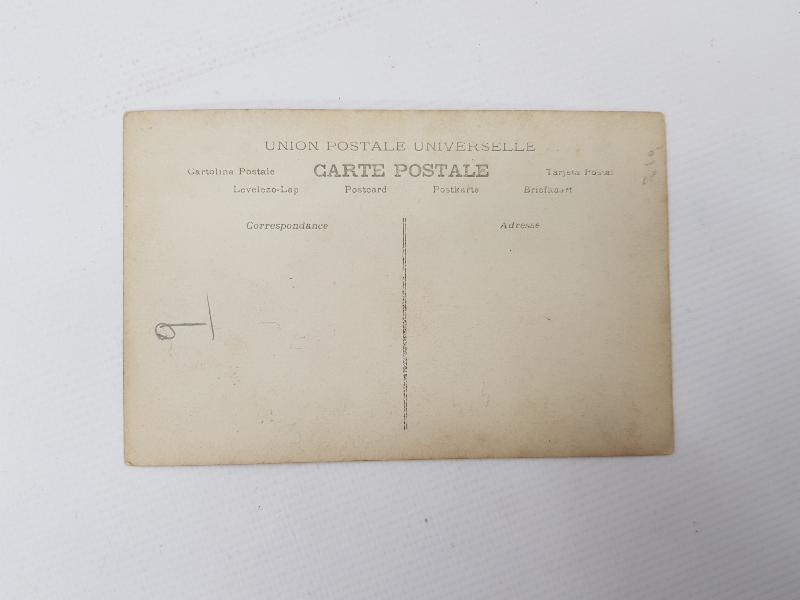 UNION POSTALE UNIVERSELLE
Cartolina Postale CARTE POSTALE Tarjeta Postal
Levelezo-Lap Postcard Postkarte Briefkaart
Correspondance Adresse